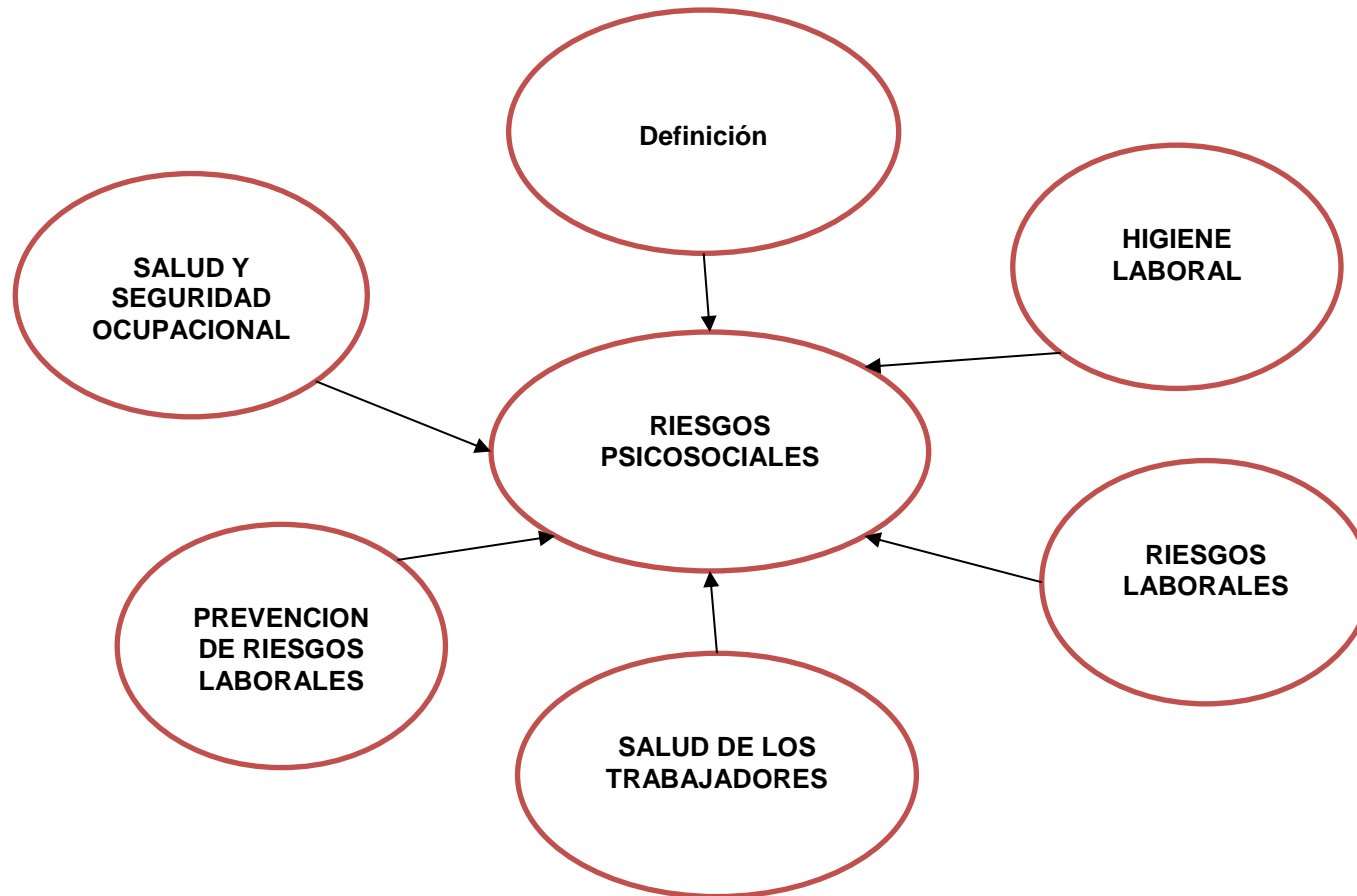 Definición
HIGIENE
LABORAL
SALUD Y
SEGURIDAD
OCUPACIONAL
RIESGOS
PSICOSOCIALES
RIESGOS
LABORALES
PREVENCION
DE RIESGOS
LABORALES
SALUD DE LOS
TRABAJADORES